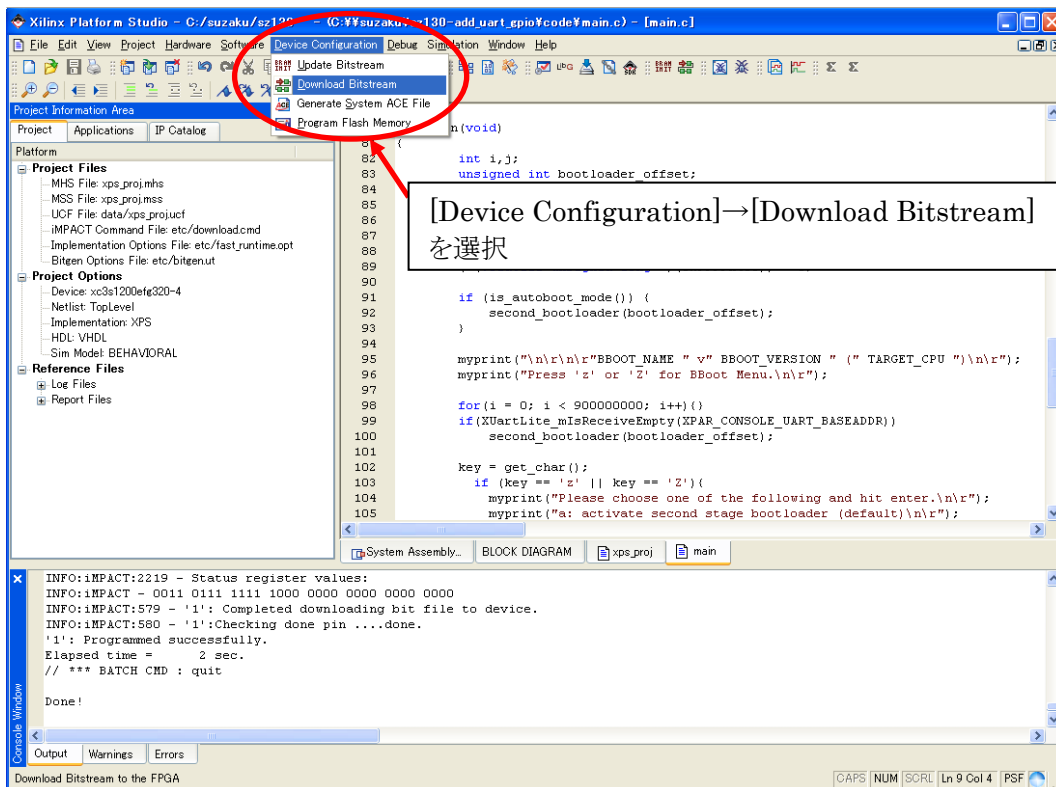 Xilinx Platform Studio - C:/suzaku/sz130 - (C:¥¥suzaku¥sz130-add_uart_gpio¥code¥main.c) - [main.c]
File Edit View Project Hardware Software Device Configuration Debug Simulation Window Help
Update Bitstream
Download Bitstream
Generate System ACE File
Program Flash Memory
Project Information Area
Project Applications IP Catalog
Platform
Project Files
MHS File: xps_proj.mhs
MSS File: xps_proj.mss
UCF File: data/xps_proj.ucf
iMPACT Command File: etc/download.cmd
Implementation Options File: etc/fast_runtime.opt
Bitgen Options File: etc/bitgen.ut
Project Options
Device: xc3s1200efg320-4
Netlist: TopLevel
Implementation: XPS
HDL: VHDL
Sim Model: BEHAVIORAL
Reference Files
Log Files
Report Files
n(void)
{
82 int i,j;
83 unsigned int bootloader_offset;
84
85
86
87
88
89
90
91 if (is_autoboot_mode()) {
92 second_bootloader(bootloader_offset);
93 }
94
95 myprint("\n\r\n\r"BBOOT_NAME " v" BBOOT_VERSION " (" TARGET_CPU ")\n\r");
96 myprint("Press 'z' or 'Z' for BBoot Menu.\n\r");
97
98 for(i = 0; i < 900000000; i++){}
99 if(XUartLite_mIsReceiveEmpty(XPAR_CONSOLE_UART_BASEADDR))
100 second_bootloader(bootloader_offset);
101
102 key = get_char();
103 if (key == 'z' || key == 'Z'){
104 myprint("Please choose one of the following and hit enter.\n\r");
105 myprint("a: activate second stage bootloader (default)\n\r");
[Device Configuration]→[Download Bitstream]
を選択
System Assembly... BLOCK DIAGRAM xps_proj main
INFO:iMPACT:2219 - Status register values:
INFO:iMPACT - 0011 0111 1111 1000 0000 0000 0000 0000
INFO:iMPACT:579 - '1': Completed downloading bit file to device.
INFO:iMPACT:580 - '1':Checking done pin ....done.
'1': Programmed successfully.
Elapsed time = 2 sec.
// *** BATCH CMD : quit
Done!
Console Window
Output Warnings Errors
Download Bitstream to the FPGA
CAPS NUM SCRL Ln 9 Col 4 PSF